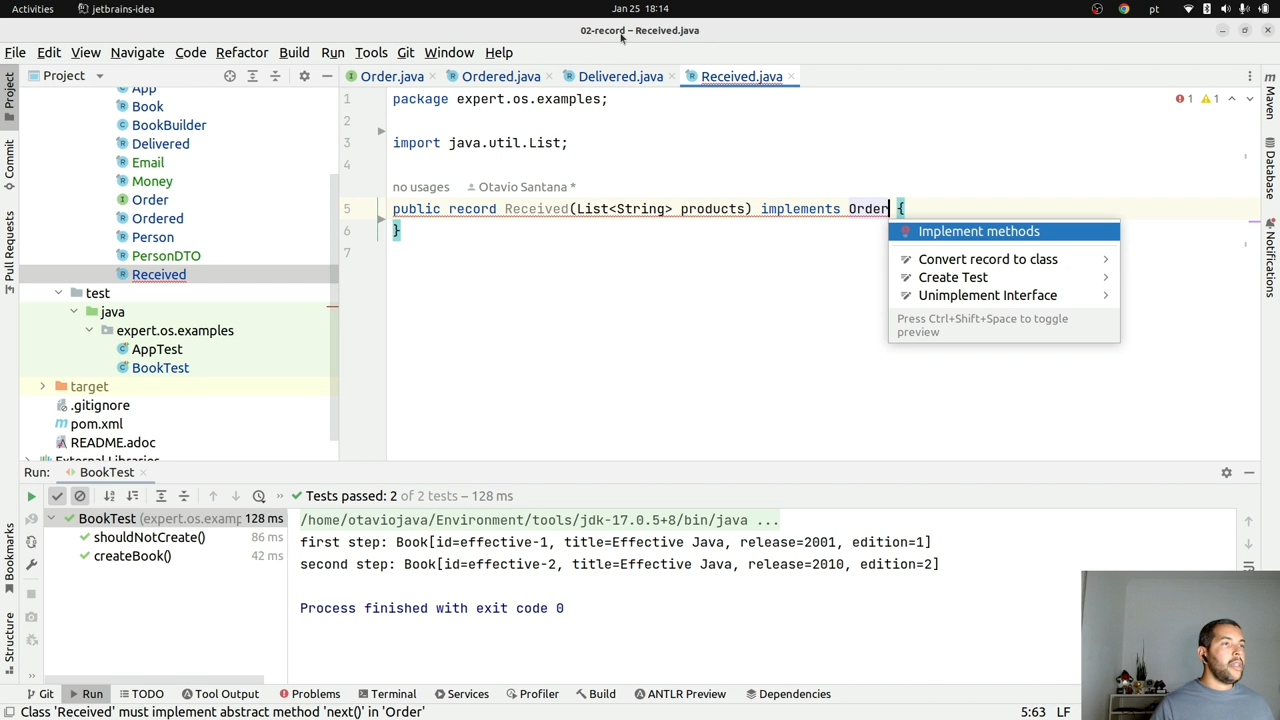 Activities
jetbrains-idea
Jan 25 18:14
pt
02-record – Received.java
File Edit View Navigate Code Refactor Build Run Tools Git Window Help
Project
Order.java
Ordered.java
Delivered.java
Received.java
Project
Commit
Pull Requests
Bookmarks
Structure
App
Book
BookBuilder
Delivered
Email
Money
Order
Ordered
Person
PersonDTO
Received
test
java
expert.os.examples
AppTest
BookTest
target
.gitignore
pom.xml
README.adoc
External Libraries
1 package expert.os.examples;
2
3 import java.util.List;
4
no usages Otavio Santana *
5 public record Received(List<String> products) implements Order {
6 }
7
1 1
Implement methods
Convert record to class
Create Test
Unimplement Interface
Press Ctrl+Shift+Space to toggle
preview
Maven
Database
Notifications
Run: BookTest
Tests passed: 2 of 2 tests – 128 ms
BookTest (expert.os.examp 128 ms
shouldNotCreate() 86 ms
createBook() 42 ms
/home/otaviojava/Environment/tools/jdk-17.0.5+8/bin/java ...
first step: Book[id=effective-1, title=Effective Java, release=2001, edition=1]
second step: Book[id=effective-2, title=Effective Java, release=2010, edition=2]
Process finished with exit code 0
Git Run TODO Tool Output Problems Terminal Services Profiler Build ANTLR Preview Dependencies
Class 'Received' must implement abstract method 'next()' in 'Order'
5:63 LF